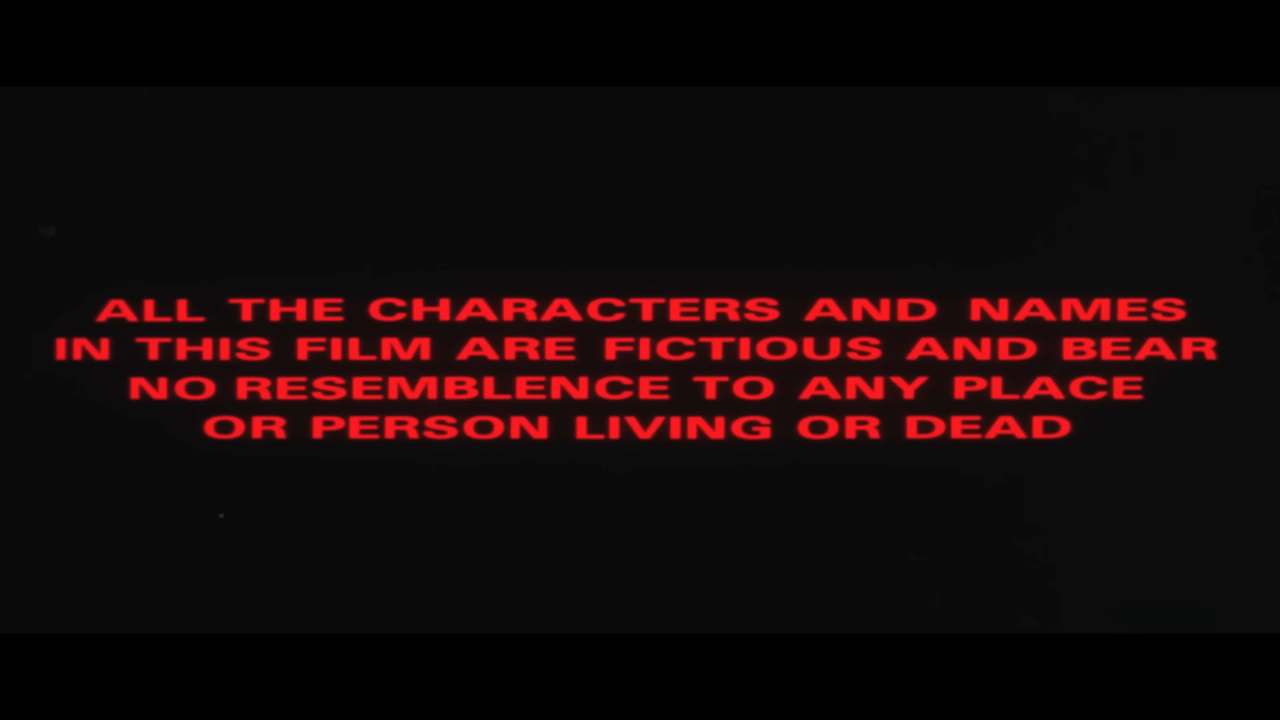 ALL THE CHARACTERS AND NAMES
IN THIS FILM ARE FICTIOUS AND BEAR
NO RESEMBLENCE TO ANY PLACE
OR PERSON LIVING OR DEAD